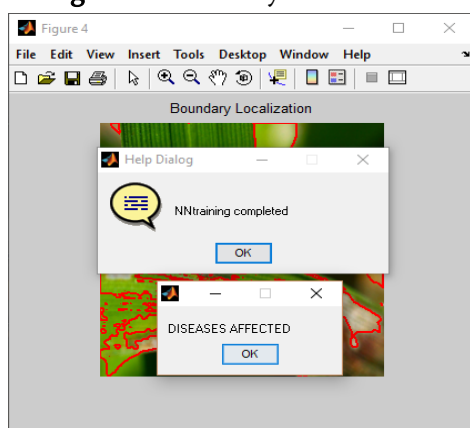 Figure 4
File Edit View Insert Tools Desktop Window Help
Boundary Localization
Help Dialog
NNtraining completed
OK
DISEASES AFFECTED
OK